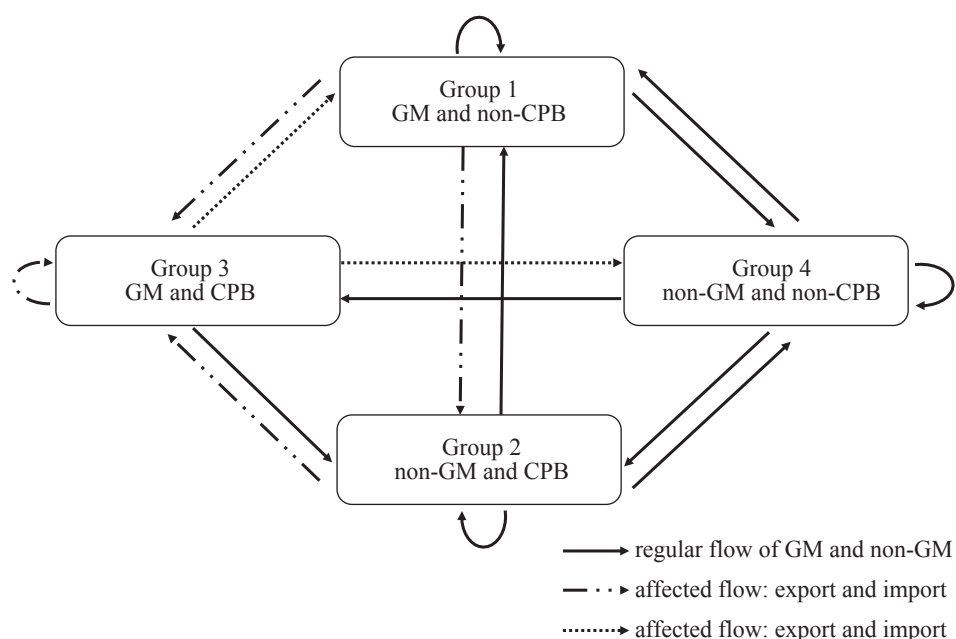 Group 1
GM and non-CPB
Group 3
GM and CPB
Group 4
non-GM and non-CPB
Group 2
non-GM and CPB
regular flow of GM and non-GM
affected flow: export and import
affected flow: export and import